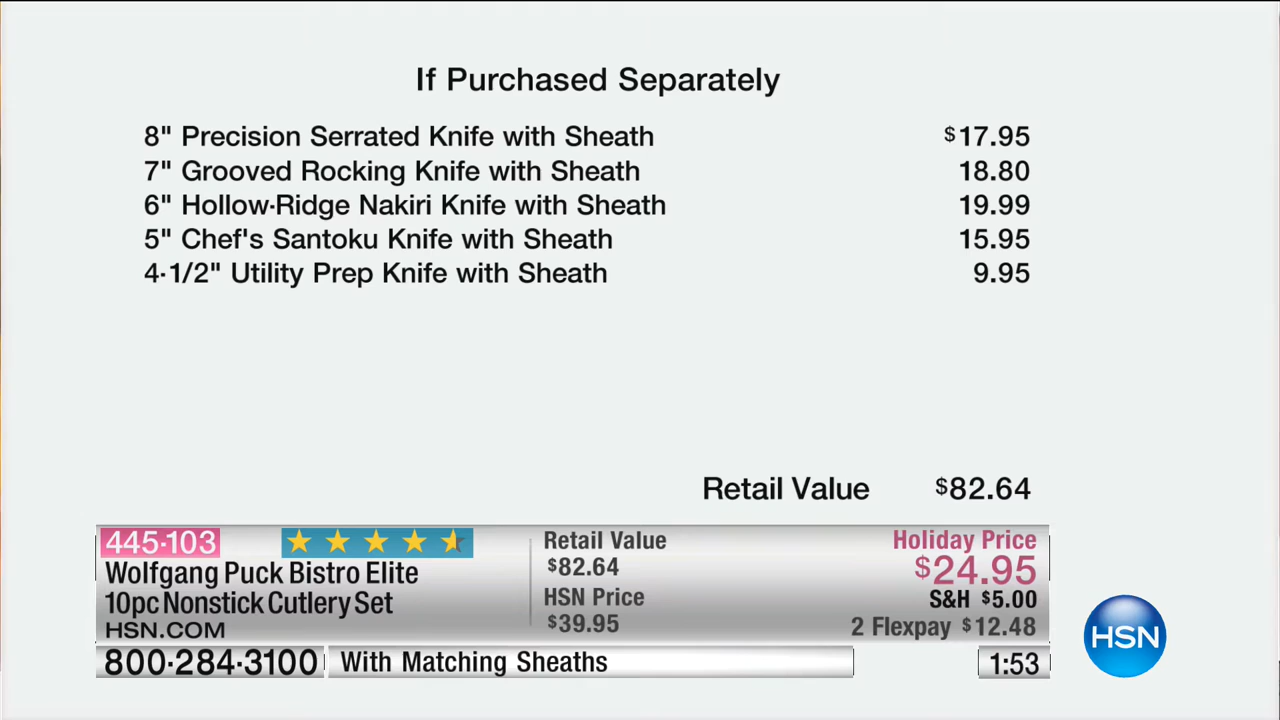 If Purchased Separately
8" Precision Serrated Knife with Sheath $17.95
7" Grooved Rocking Knife with Sheath 18.80
6" Hollow-Ridge Nakiri Knife with Sheath 19.99
5" Chef's Santoku Knife with Sheath 15.95
4-1/2" Utility Prep Knife with Sheath 9.95
Retail Value $82.64
445-103
Wolfgang Puck Bistro Elite
10pc Nonstick Cutlery Set
HSN.COM
Retail Value
$82.64
HSN Price
$39.95
Holiday Price
$24.95
S&H $5.00
2 Flexpay $12.48
HSN
800-284-3100 With Matching Sheaths 1:53